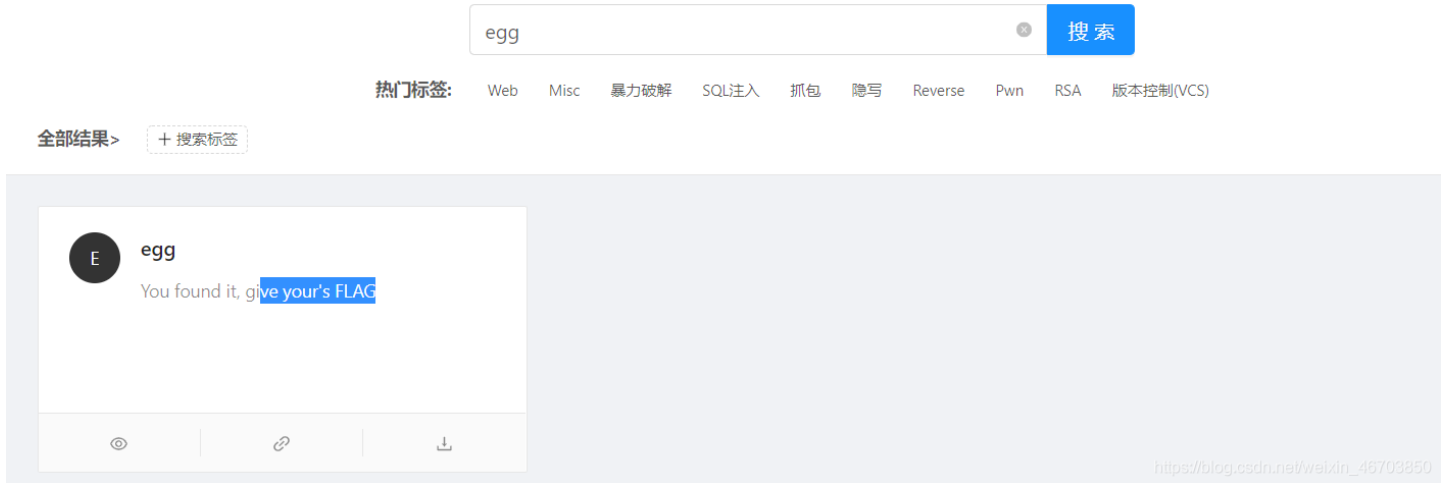 egg
搜 索
热门标签: Web Misc 暴力破解 SQL注入 抓包 隐写 Reverse Pwn RSA 版本控制(VCS)
全部结果> + 搜索标签
E
egg
You found it, give your's FLAG
https://blog.csdn.net/weixin_46703850